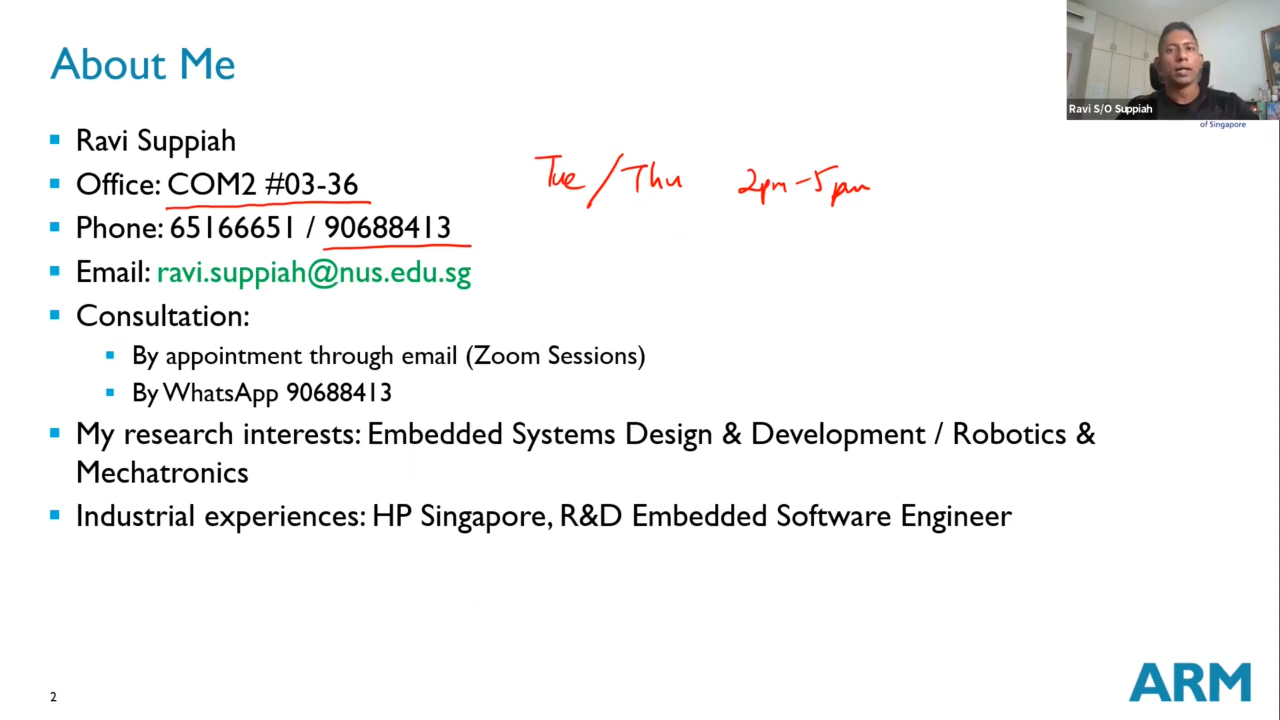 About Me
Ravi S/O Suppiah
of Singapore
Ravi Suppiah
Office: COM2 #03-36
Tue / Thu 2pm - 5pm
Phone: 65166651 / 90688413
Email: ravi.suppiah@nus.edu.sg
Consultation:
By appointment through email (Zoom Sessions)
By WhatsApp 90688413
My research interests: Embedded Systems Design & Development / Robotics &
Mechatronics
Industrial experiences: HP Singapore, R&D Embedded Software Engineer
2
ARM